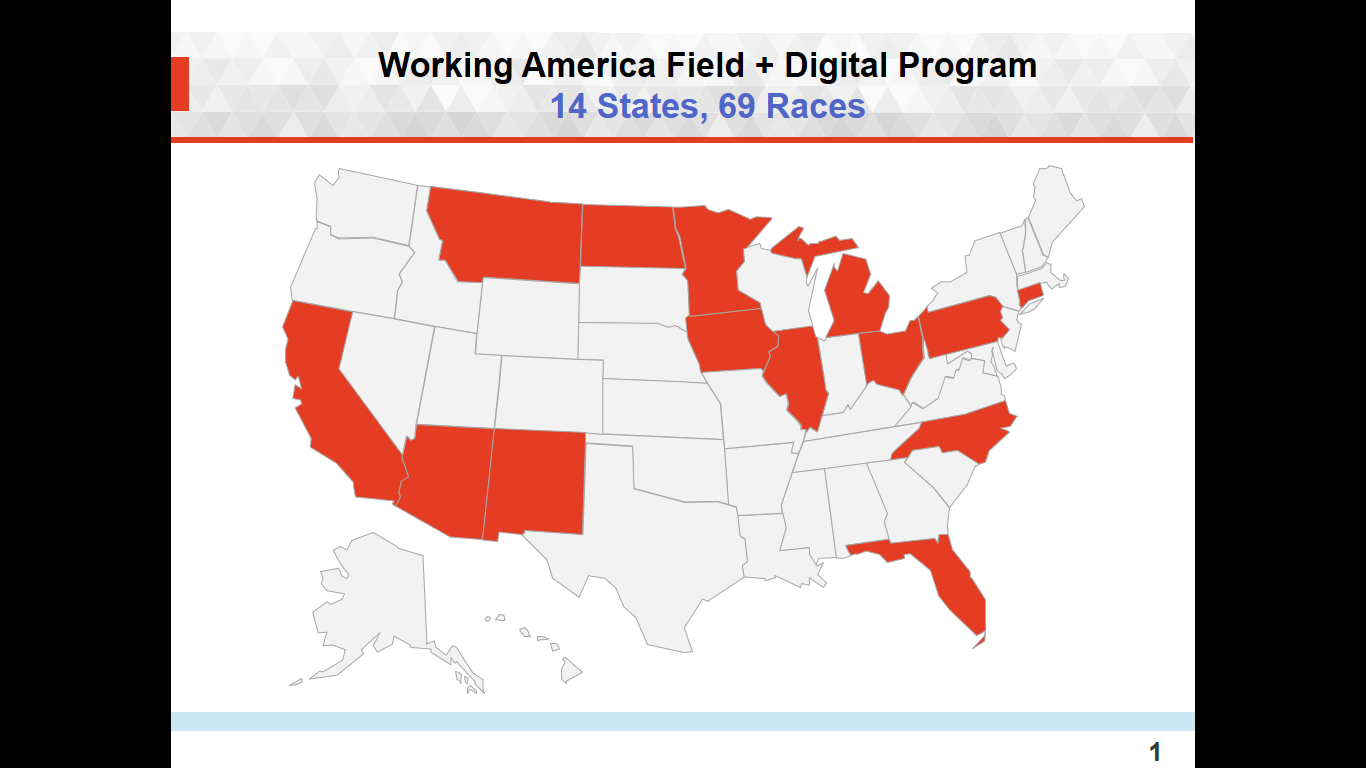 Working America Field + Digital Program
14 States, 69 Races
1